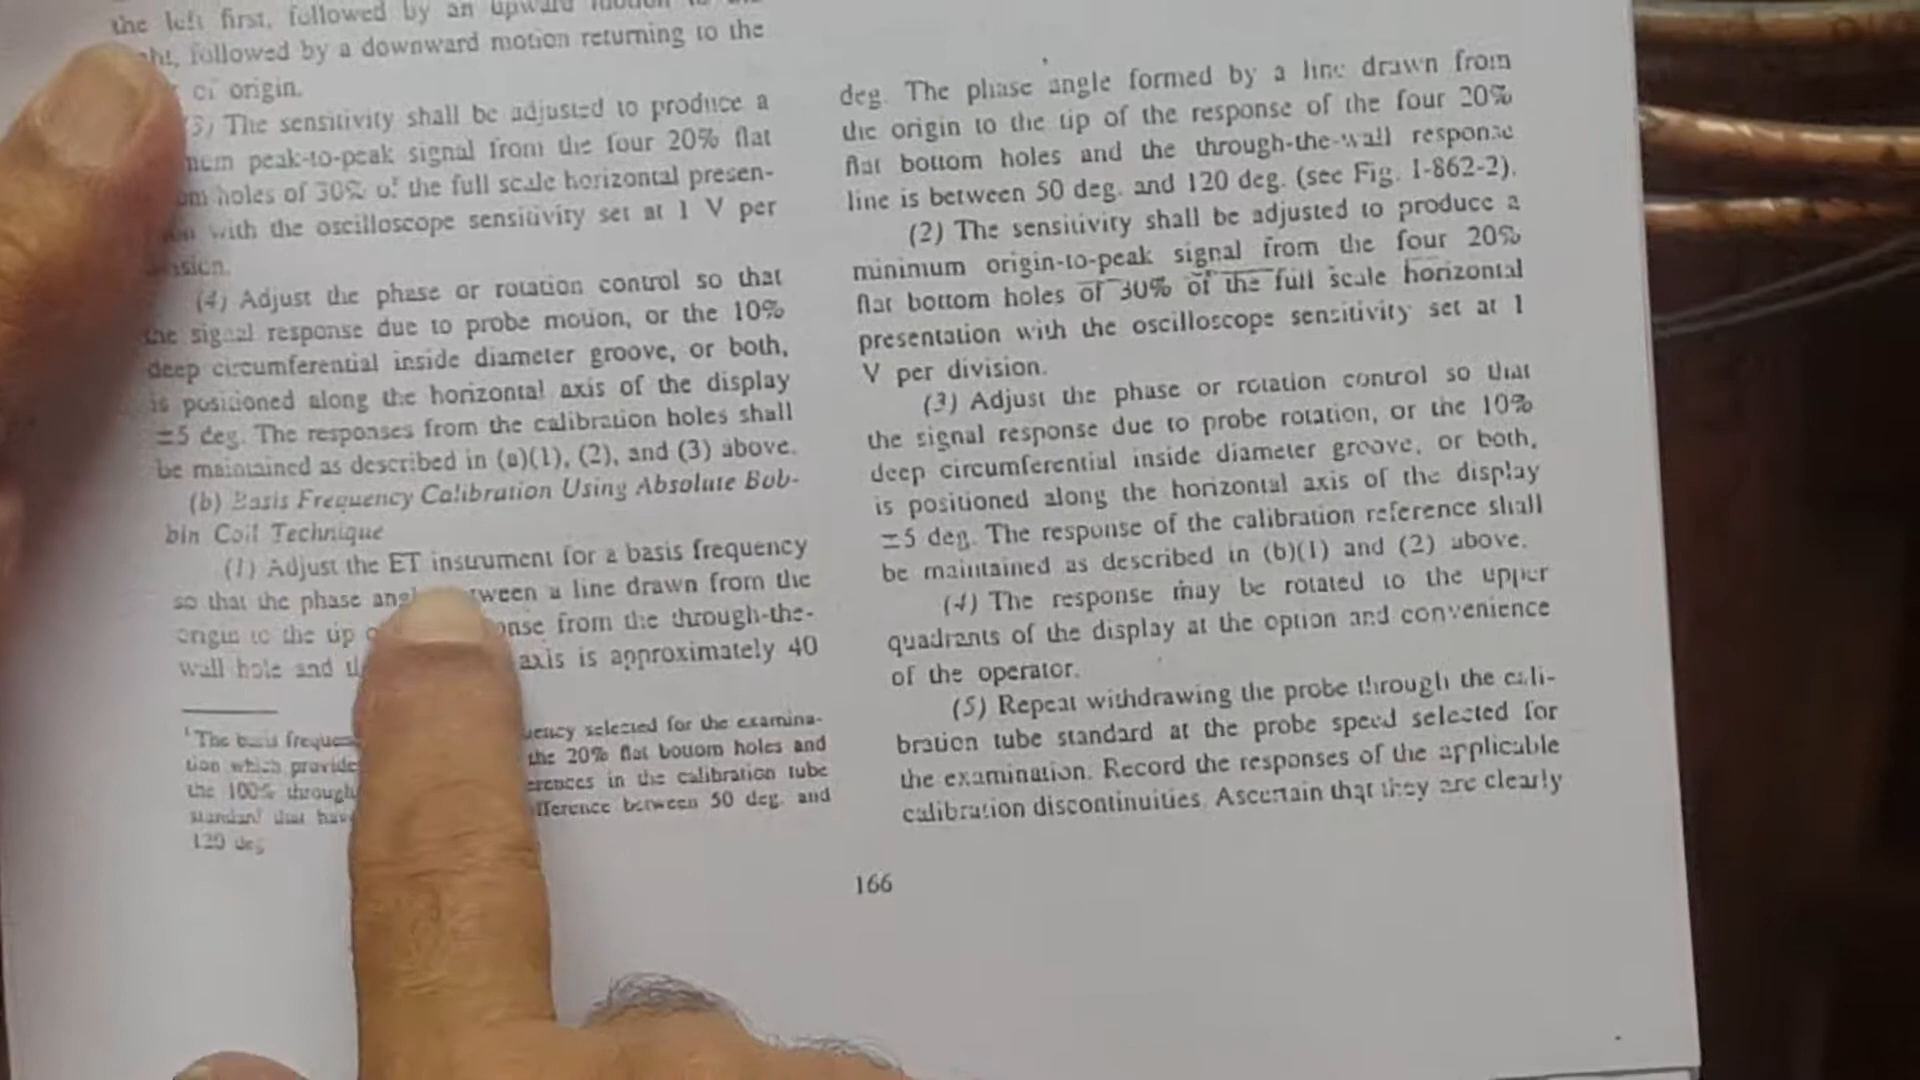 the left first, followed by an upward motion to the
followed by a downward motion returning to the
of origin.
(3) The sensitivity shall be adjusted to produce a
peak-to-peak signal from the four 20% flat
holes of 30% of the full scale horizontal presen-
with the oscilloscope sensitivity set at 1 V per
(4) Adjust the phase or rotation control so that
the signal response due to probe motion, or the 10%
deep circumferential inside diameter groove, or both,
is positioned along the horizontal axis of the display
±5 deg. The responses from the calibration holes shall
be maintained as described in (a)(1), (2), and (3) above.
(b) Basis Frequency Calibration Using Absolute Bob-
bin Coil Technique
(1) Adjust the ET instrument for a basis frequency
so that the phase between a line drawn from the
origin to the tip from the through-the-
wall hole and axis is approximately 40
1 The basis selected for the examina-
tion which the 20% flat bottom holes and
the 100% in the calibration tube
standard that have between 50 deg. and
120 deg
deg. The phase angle formed by a line drawn from
the origin to the tip of the response of the four 20%
flat bottom holes and the through-the-wall response
line is between 50 deg. and 120 deg. (see Fig. I-862-2).
(2) The sensitivity shall be adjusted to produce a
minimum origin-to-peak signal from the four 20%
flat bottom holes of 30% of the full scale horizontal
presentation with the oscilloscope sensitivity set at 1
V per division.
(3) Adjust the phase or rotation control so that
the signal response due to probe rotation, or the 10%
deep circumferential inside diameter groove, or both,
is positioned along the horizontal axis of the display
±5 deg. The response of the calibration reference shall
be maintained as described in (b)(1) and (2) above.
(4) The response may be rotated to the upper
quadrants of the display at the option and convenience
of the operator.
(5) Repeat withdrawing the probe through the cali-
bration tube standard at the probe speed selected for
the examination. Record the responses of the applicable
calibration discontinuities. Ascertain that they are clearly
166